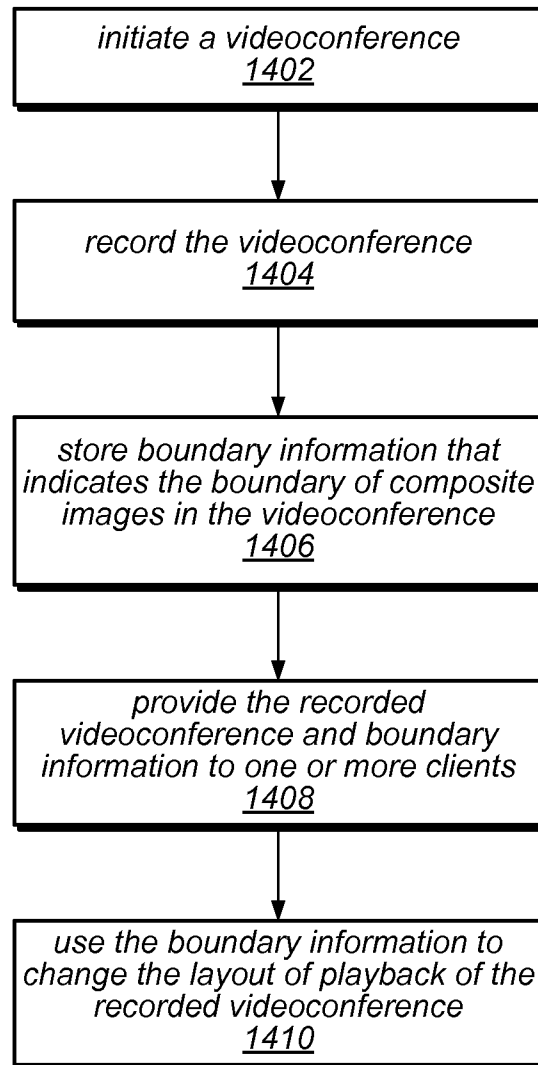 initiate a videoconference
1402
record the videoconference
1404
store boundary information that
indicates the boundary of composite
images in the videoconference
1406
provide the recorded
videoconference and boundary
information to one or more clients
1408
use the boundary information to
change the layout of playback of the
recorded videoconference
1410